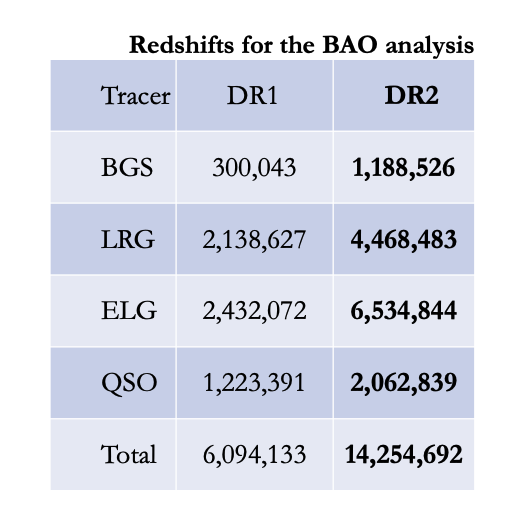 Redshifts for the BAO analysis
Tracer DR1 DR2
BGS 300,043 1,188,526
LRG 2,138,627 4,468,483
ELG 2,432,072 6,534,844
QSO 1,223,391 2,062,839
Total 6,094,133 14,254,692